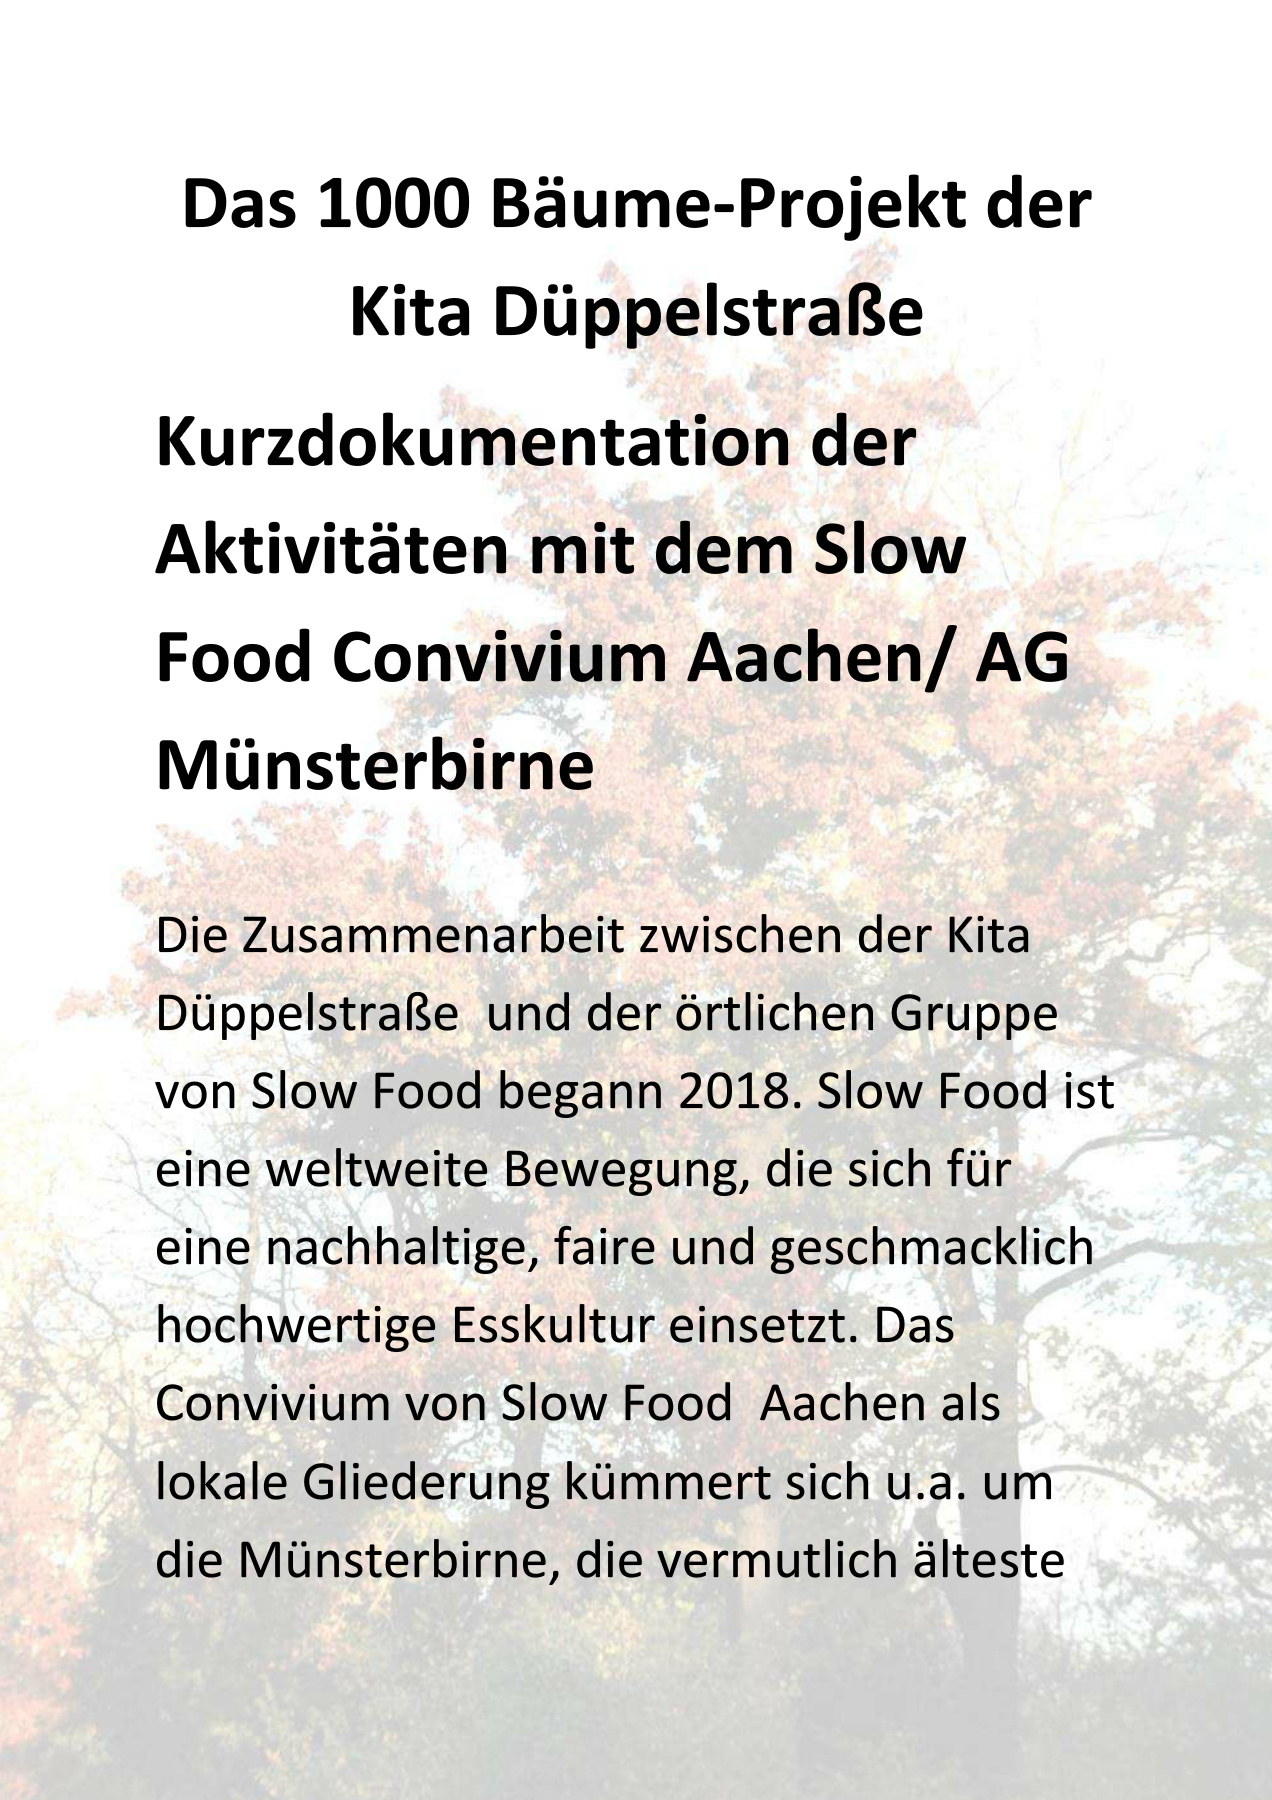 Das 1000 Bäume-Projekt der
Kita Düppelstraße
Kurzdokumentation der
Aktivitäten mit dem Slow
Food Convivium Aachen/ AG
Münsterbirne
Die Zusammenarbeit zwischen der Kita
Düppelstraße  und der örtlichen Gruppe
von Slow Food begann 2018. Slow Food ist
eine weltweite Bewegung, die sich für
eine nachhaltige, faire und geschmacklich
hochwertige Esskultur einsetzt. Das
Convivium von Slow Food  Aachen als
lokale Gliederung kümmert sich u.a. um
die Münsterbirne, die vermutlich älteste